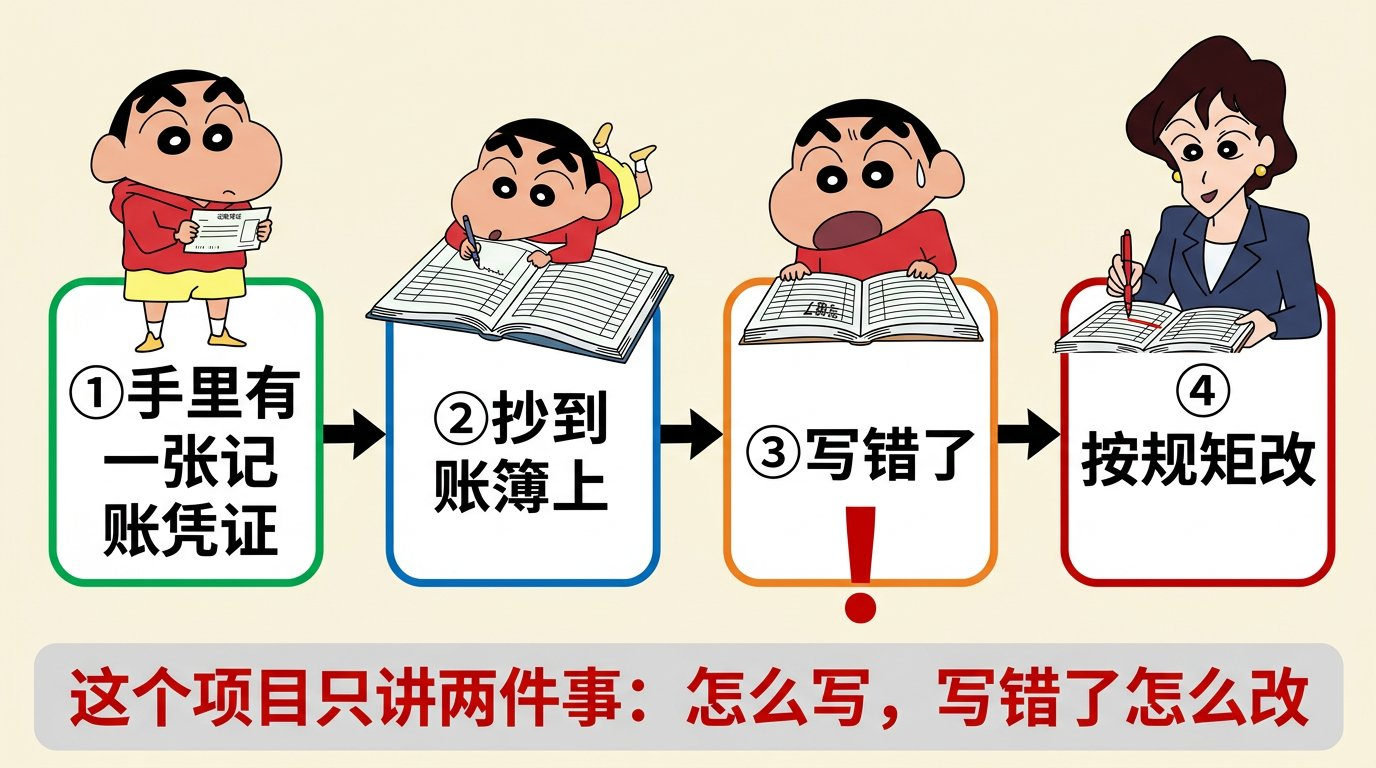 ①手里有
一张记
账凭证
②抄到
账簿上
③写错了
!
④
按规矩改
这个项目只讲两件事：怎么写，写错了怎么改